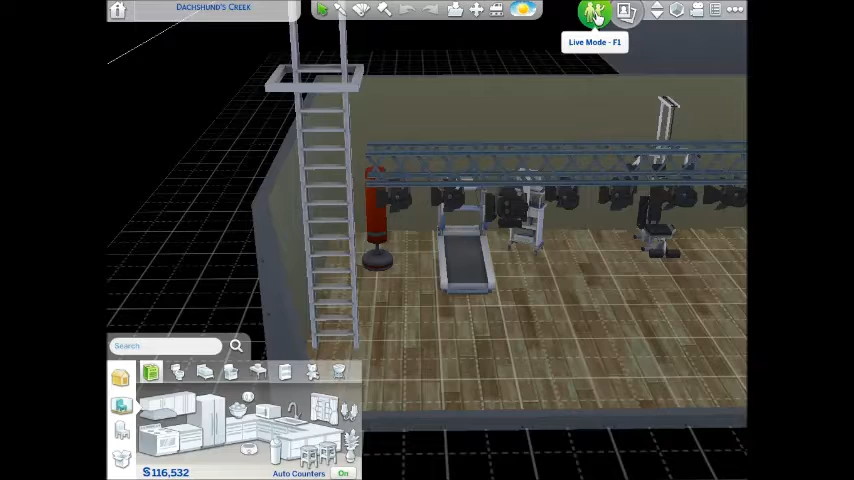 DACHSHUND'S CREEK
Live Mode - F1
Search
§116,532
Auto Counters
On